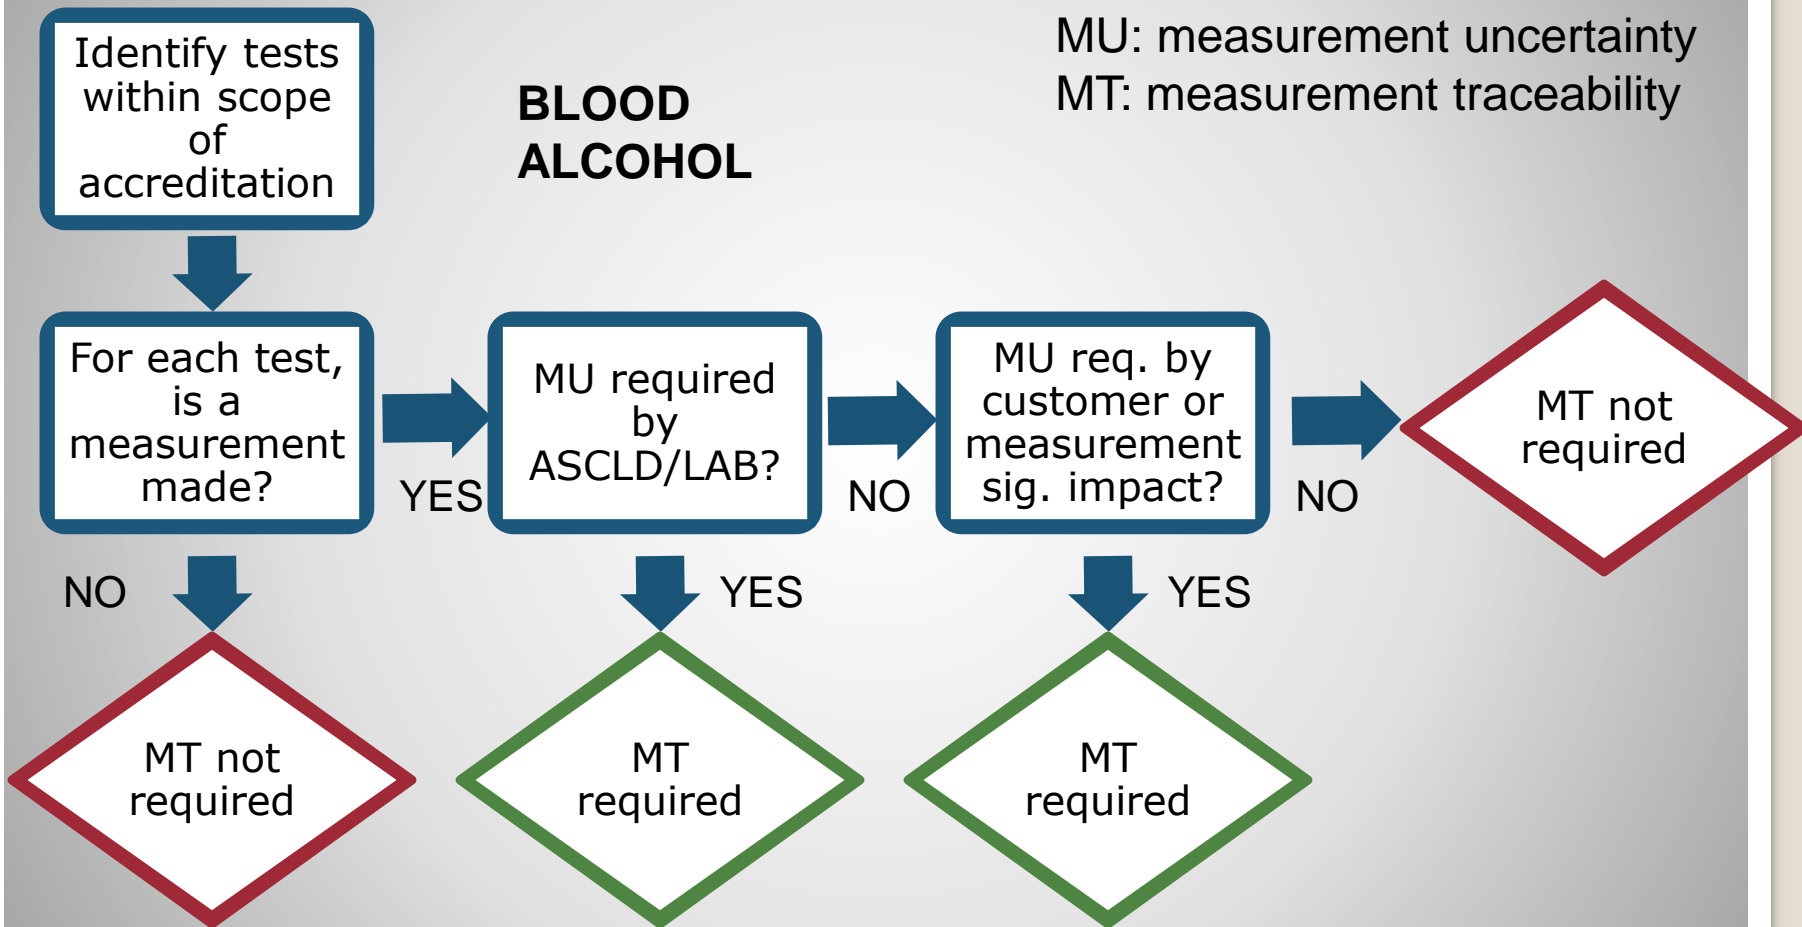 Identify tests
within scope
of
accreditation
BLOOD
ALCOHOL
MU: measurement uncertainty
MT: measurement traceability
For each test,
is a
measurement
made?
YES
MU required
by
ASCLD/LAB?
NO
MU req. by
customer or
measurement
sig. impact?
NO
MT not
required
NO
YES
YES
MT not
required
MT
required
MT
required